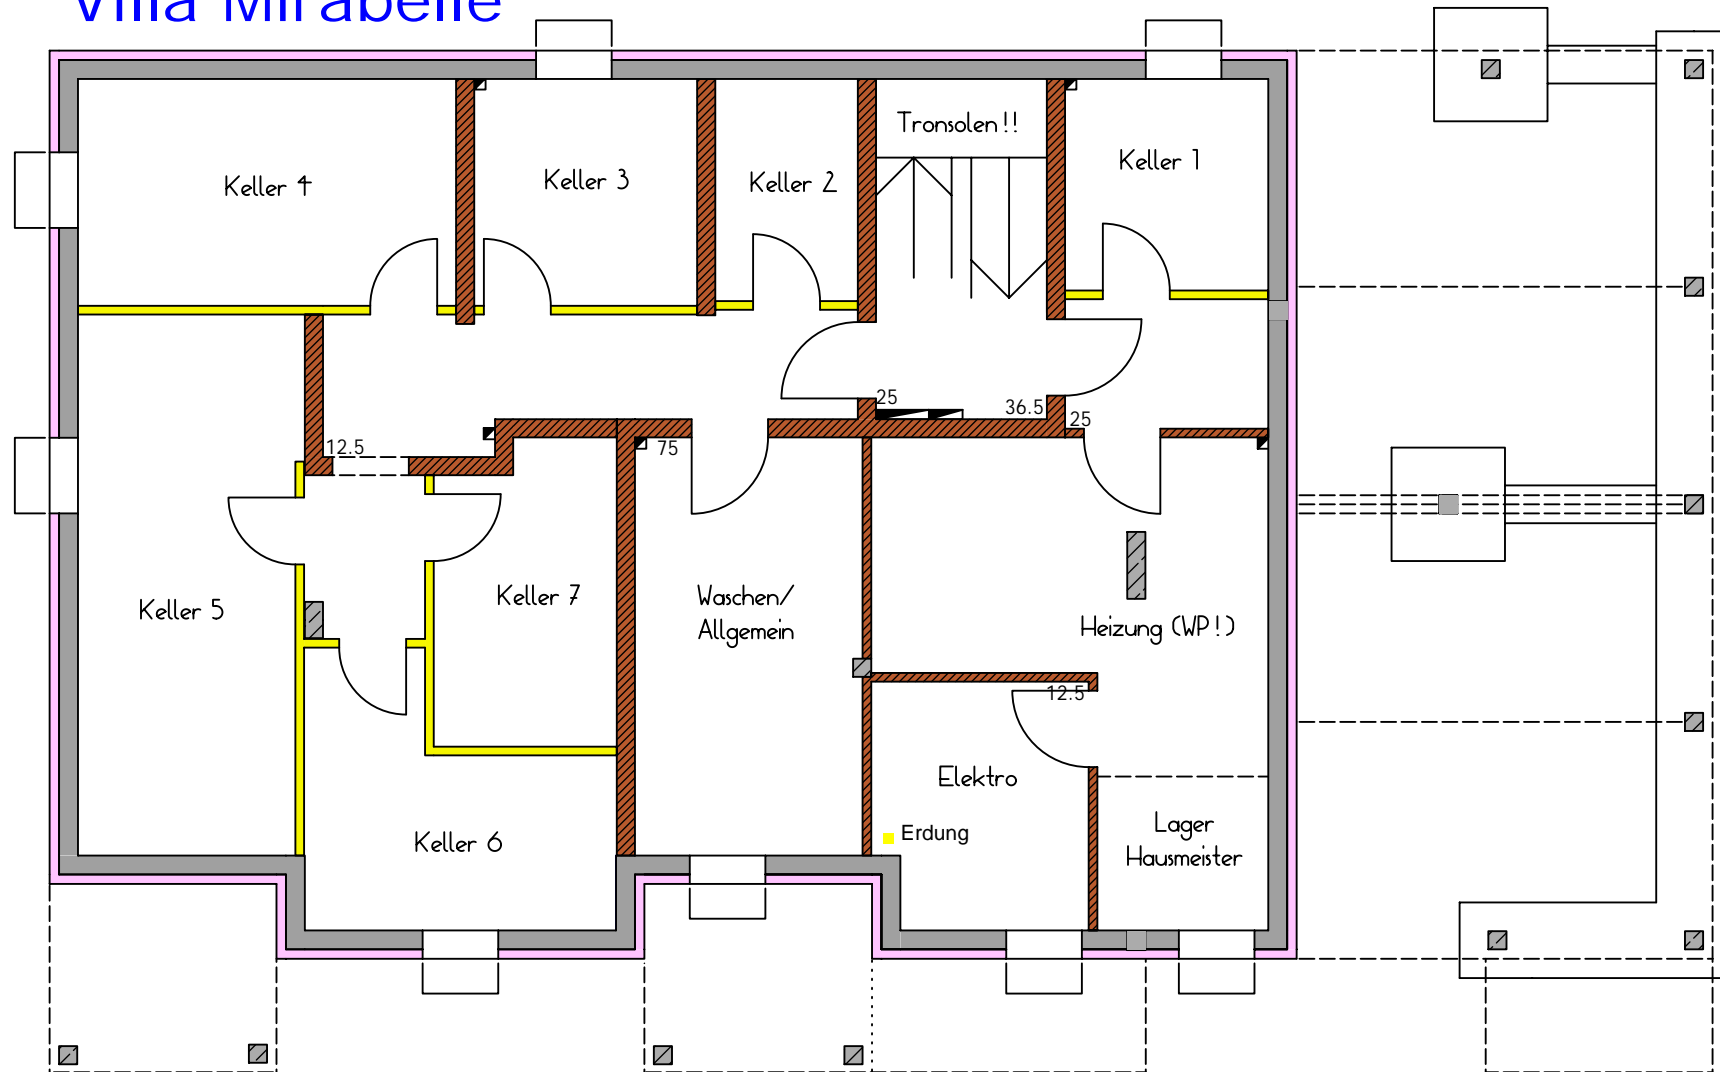 Villa Mirabelle
Tronsolen!!
Keller 1
Keller 4
Keller 3
Keller 2
25
36.5
25
12.5
75
Keller 5
Keller 7
Waschen/
Allgemein
Heizung (WP!)
12.5
Elektro
Erdung
Keller 6
Lager
Hausmeister